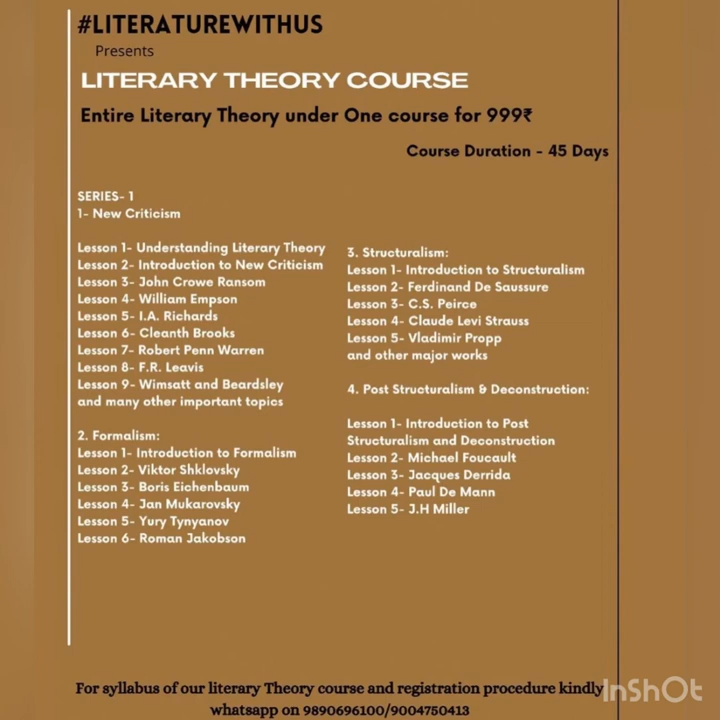 #LITERATUREWITHUS
Presents
LITERARY THEORY COURSE
Entire Literary Theory under One course for 999₹
Course Duration - 45 Days
SERIES- 1
1- New Criticism
Lesson 1- Understanding Literary Theory
Lesson 2- Introduction to New Criticism
Lesson 3- John Crowe Ransom
Lesson 4- William Empson
Lesson 5- I.A. Richards
Lesson 6- Cleanth Brooks
Lesson 7- Robert Penn Warren
Lesson 8- F.R. Leavis
Lesson 9- Wimsatt and Beardsley
and many other important topics
2. Formalism:
Lesson 1- Introduction to Formalism
Lesson 2- Viktor Shklovsky
Lesson 3- Boris Eichenbaum
Lesson 4- Jan Mukarovsky
Lesson 5- Yury Tynyanov
Lesson 6- Roman Jakobson
3. Structuralism:
Lesson 1- Introduction to Structuralism
Lesson 2- Ferdinand De Saussure
Lesson 3- C.S. Peirce
Lesson 4- Claude Levi Strauss
Lesson 5- Vladimir Propp
and other major works
4. Post Structuralism & Deconstruction:
Lesson 1- Introduction to Post
Structuralism and Deconstruction
Lesson 2- Michael Foucault
Lesson 3- Jacques Derrida
Lesson 4- Paul De Mann
Lesson 5- J.H Miller
For syllabus of our literary Theory course and registration procedure kindly
whatsapp on 9890696100/9004750413
InShOt